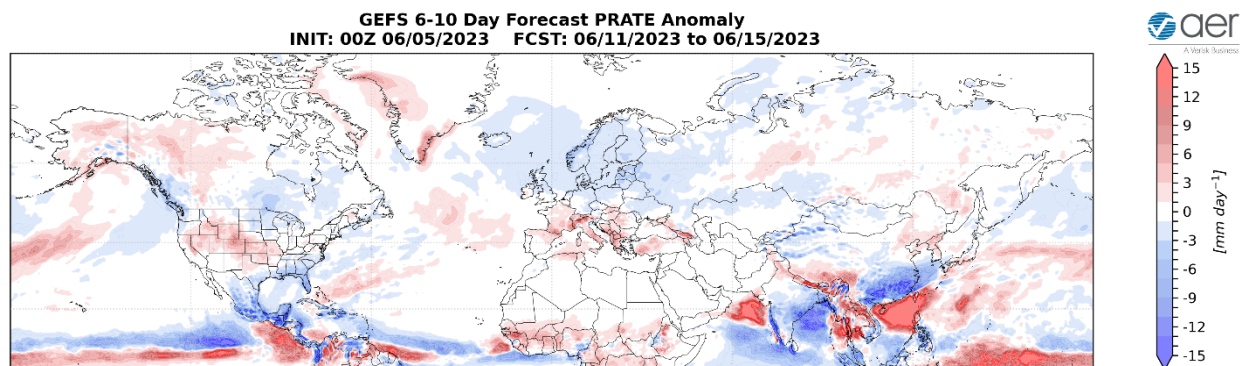 GEFS 6-10 Day Forecast PRATE Anomaly
INIT: 00Z 06/05/2023    FCST: 06/11/2023 to 06/15/2023
aer
A Verisk Business
15
12
9
6
3
0
-3
-6
-9
-12
-15
[mm day⁻¹]